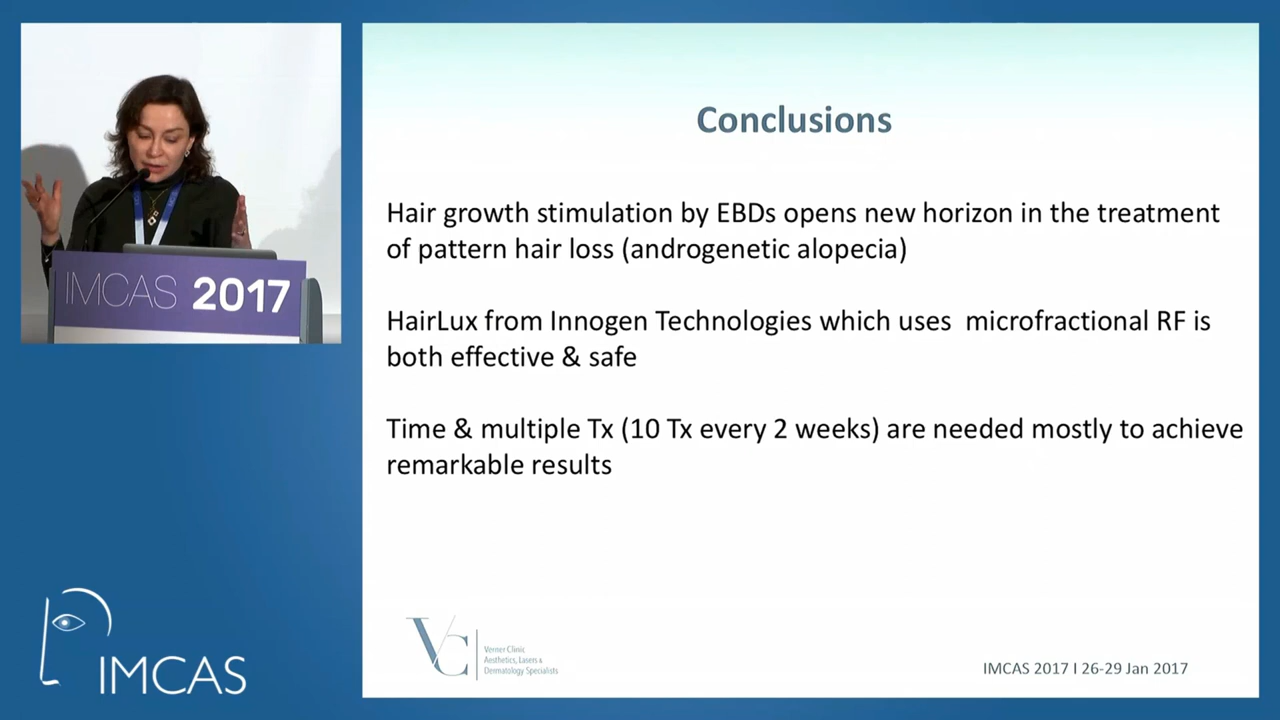 IMCAS 2017
Conclusions
Hair growth stimulation by EBDs opens new horizon in the treatment
of pattern hair loss (androgenetic alopecia)
HairLux from Innogen Technologies which uses microfractional RF is
both effective & safe
Time & multiple Tx (10 Tx every 2 weeks) are needed mostly to achieve
remarkable results
VC
Verner Clinic
Aesthetics, Lasers &
Dermatology Specialists
IMCAS 2017 I 26-29 Jan 2017
IMCAS